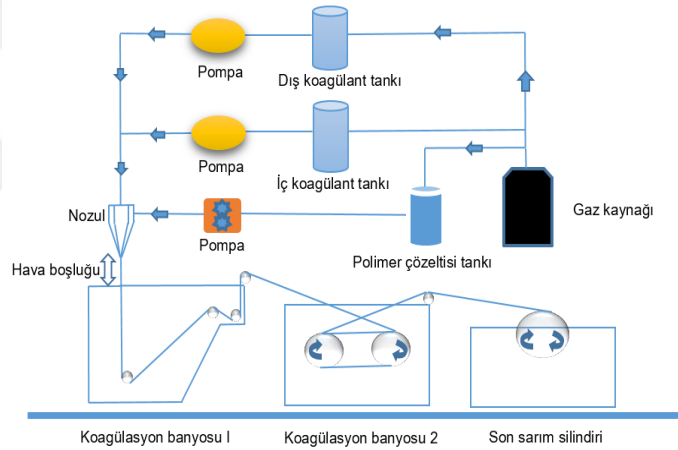 Pompa
Dış koagülant tankı
Pompa
İç koagülant tankı
Nozul
Pompa
Polimer çözeltisi tankı
Gaz kaynağı
Hava boşluğu
Koagülasyon banyosu I
Koagülasyon banyosu 2
Son sarım silindiri